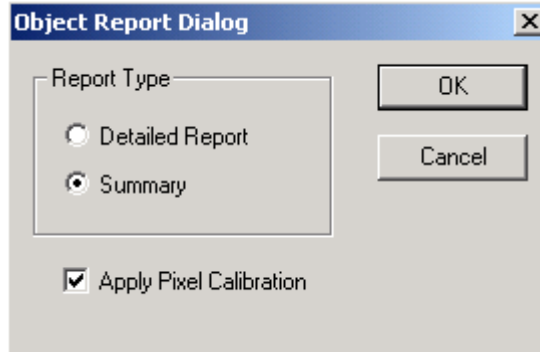 Object Report Dialog
Report Type
Detailed Report
Summary
Apply Pixel Calibration
OK
Cancel